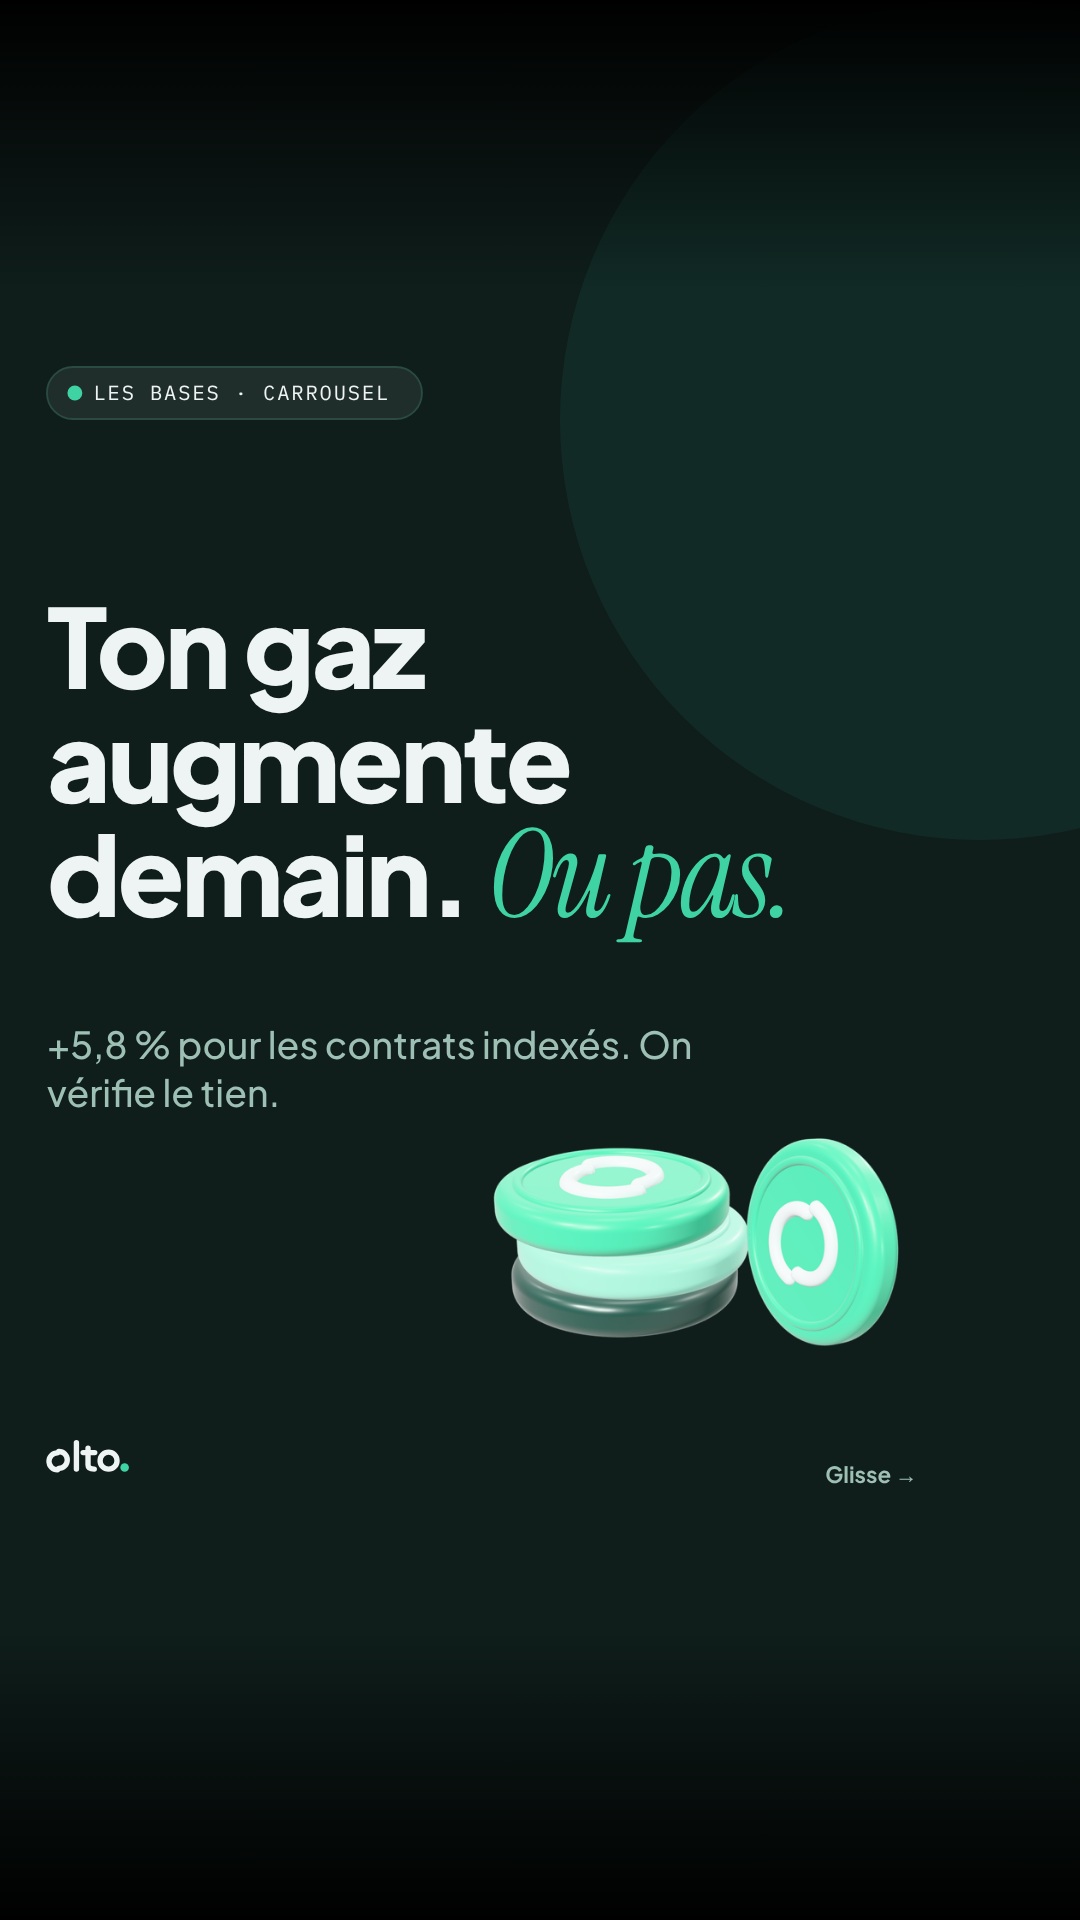 LES BASES · CARROUSEL
Ton gaz
augmente
demain. Ou pas.
+5,8 % pour les contrats indexés. On
vérifie le tien.
olto.
Glisse →